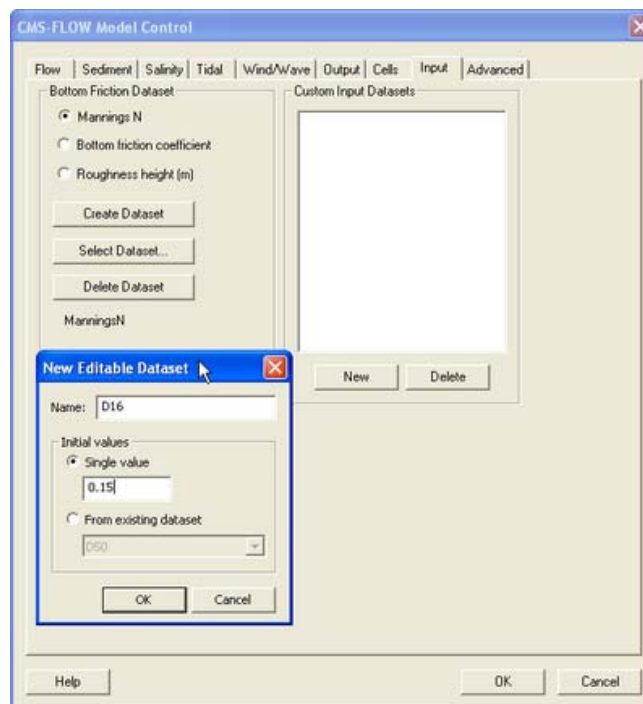 CMS-FLOW Model Control
Flow Sediment Salinity Tidal Wind/Wave Output Cells Input Advanced
Bottom Friction Dataset
Mannings N
Bottom friction coefficient
Roughness height (m)
Create Dataset
Select Dataset...
Delete Dataset
ManningsN
Custom Input Datasets
New Delete
New Editable Dataset
Name: D16
Initial values
Single value
0.15
From existing dataset
D50
OK Cancel
Help OK Cancel